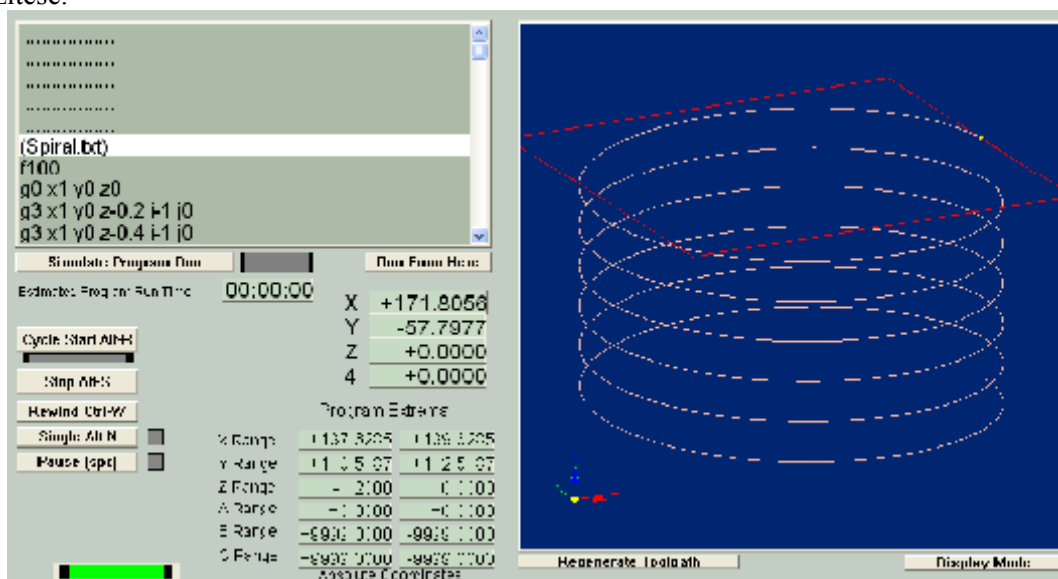 (Spiral.txt)
f100
g0 x1 y0 z0
g3 x1 y0 z-0.2 i-1 j0
g3 x1 y0 z-0.4 i-1 j0
Simulate Program Run
Run From Here
Estimated Program Run Time
00:00:00
X +171.8056
Y -57.7977
Z +0.0000
4 +0.0000
Cycle Start Alt-R
Stop Alt-S
Rewind Ctrl-W
Single Alt-N
Pause (spc)
Program Extrema
X Range
Y Range
Z Range
A Range
B Range
C Range
Absolute Coordinates
Regenerate Toolpath
Display Mode